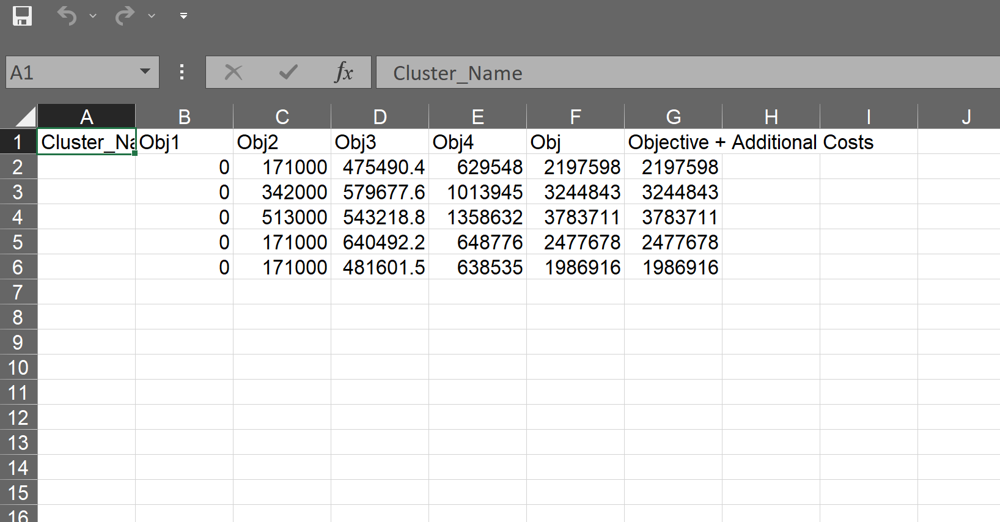 A1 fx Cluster_Name
A B C D E F G H I J
1 Cluster_Na Obj1 Obj2 Obj3 Obj4 Obj Objective + Additional Costs
2 0 171000 475490.4 629548 2197598 2197598
3 0 342000 579677.6 1013945 3244843 3244843
4 0 513000 543218.8 1358632 3783711 3783711
5 0 171000 640492.2 648776 2477678 2477678
6 0 171000 481601.5 638535 1986916 1986916
7
8
9
10
11
12
13
14
15
16